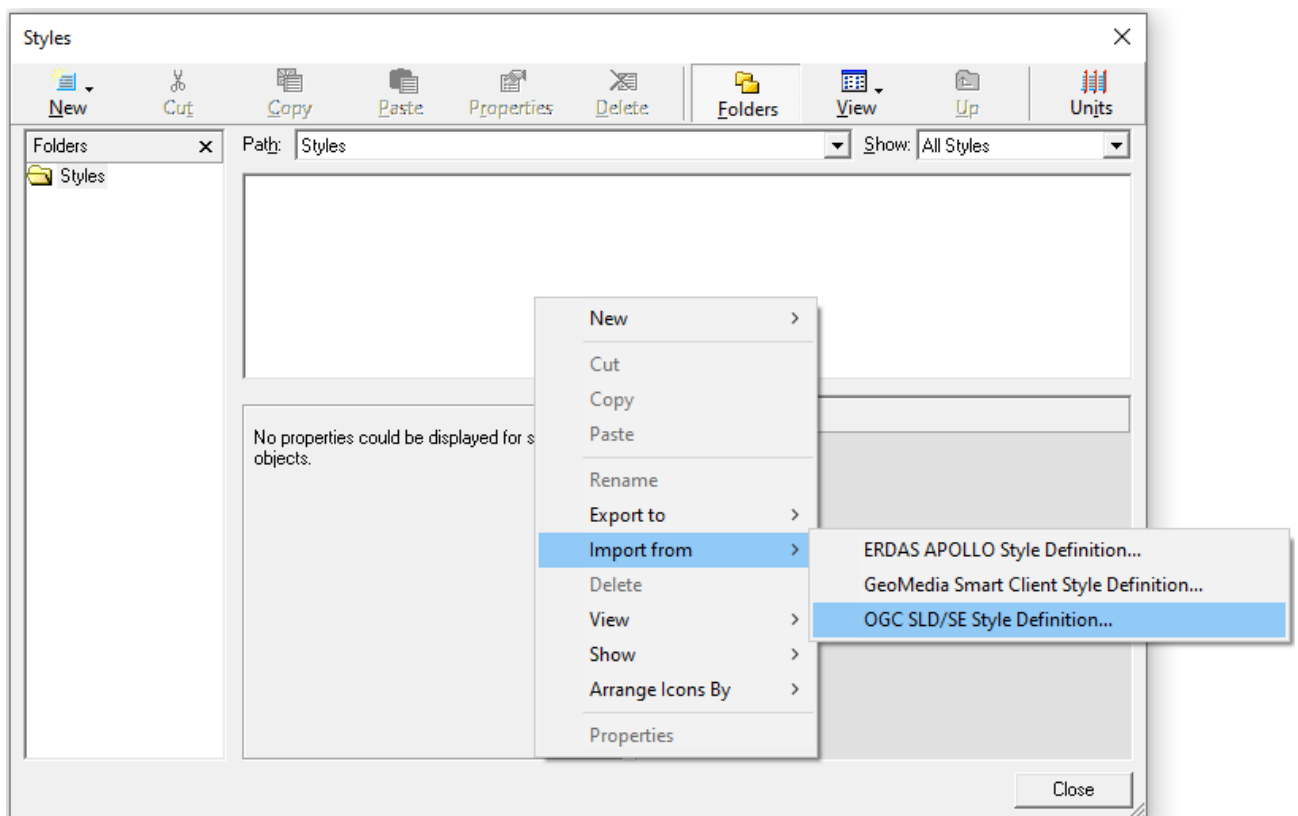 Styles
New Cut Copy Paste Properties Delete Folders View Up Units
Folders Path: Styles Show: All Styles
Styles
No properties could be displayed for s
objects.
New
Cut
Copy
Paste
Rename
Export to
Import from
Delete
View
Show
Arrange Icons By
Properties
ERDAS APOLLO Style Definition...
GeoMedia Smart Client Style Definition...
OGC SLD/SE Style Definition...
Close